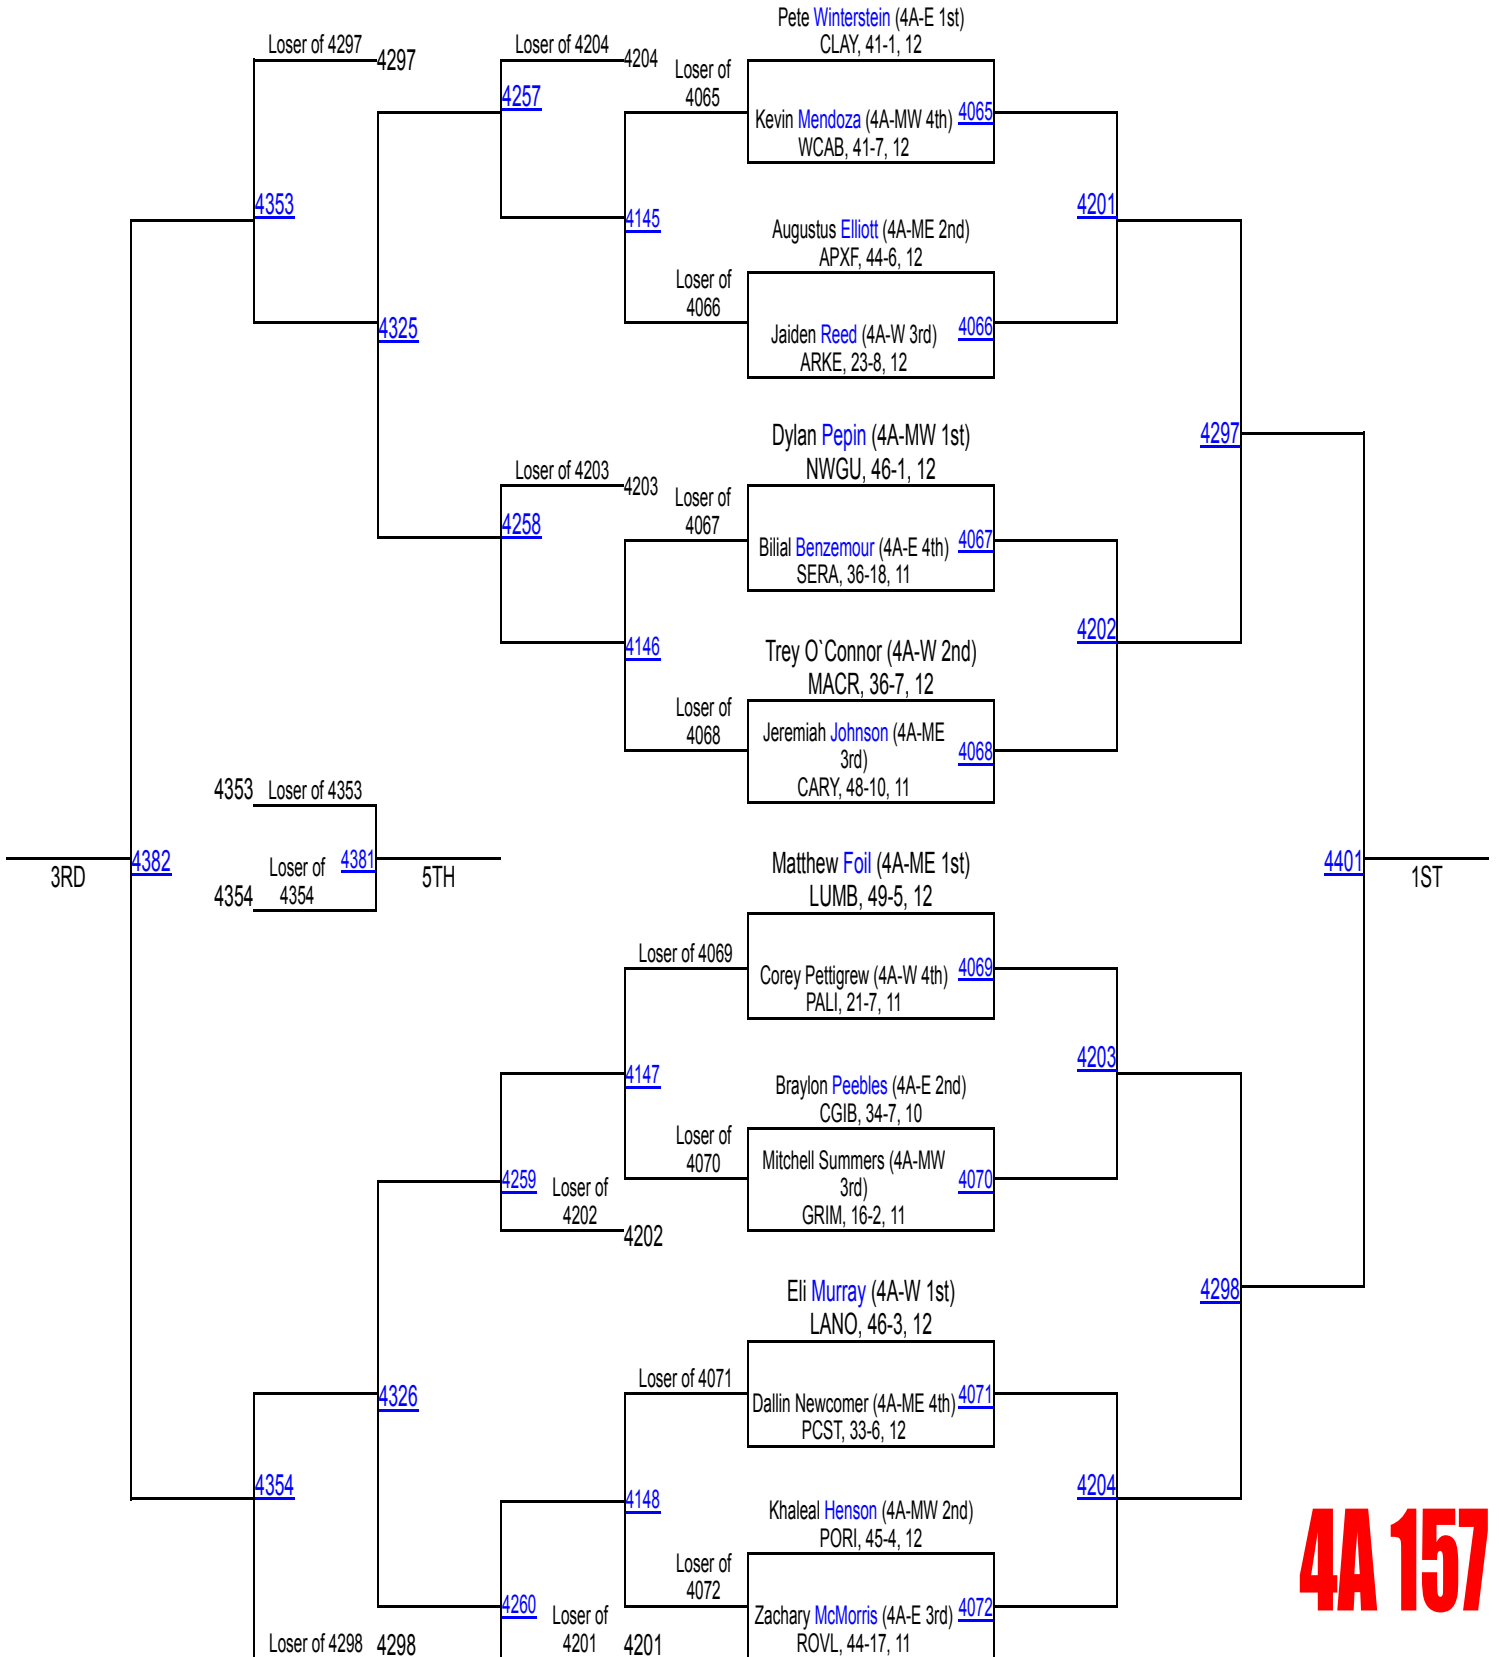 Pete Winterstein (4A-E 1st)
CLAY, 41-1, 12
Loser of 4297
4297
Loser of 4204
4204
Loser of
4065
4257
Kevin Mendoza (4A-MW 4th)
WCAB, 41-7, 12
4065
4353
4145
4201
Augustus Elliott (4A-ME 2nd)
APXF, 44-6, 12
Loser of
4066
4325
Jaiden Reed (4A-W 3rd)
ARKE, 23-8, 12
4066
Dylan Pepin (4A-MW 1st)
NWGU, 46-1, 12
4297
Loser of 4203
4203
Loser of
4067
4258
Bilial Benzemour (4A-E 4th)
SERA, 36-18, 11
4067
4146
4202
Trey O`Connor (4A-W 2nd)
MACR, 36-7, 12
Loser of
4068
Jeremiah Johnson (4A-ME
3rd)
CARY, 48-10, 11
4068
4353
Loser of 4353
3RD
4382
Loser of
4354
4354
4381
5TH
Matthew Foil (4A-ME 1st)
LUMB, 49-5, 12
4401
1ST
Loser of 4069
Corey Pettigrew (4A-W 4th)
PALI, 21-7, 11
4069
4147
4203
Braylon Peebles (4A-E 2nd)
CGIB, 34-7, 10
Loser of
4070
Mitchell Summers (4A-MW
3rd)
GRIM, 16-2, 11
4070
4259
Loser of
4202
4202
Eli Murray (4A-W 1st)
LANO, 46-3, 12
4298
Loser of 4071
4326
Dallin Newcomer (4A-ME 4th)
PCST, 33-6, 12
4071
4354
4148
4204
Khaleal Henson (4A-MW 2nd)
PORI, 45-4, 12
Loser of
4072
4260
Zachary McMorris (4A-E 3rd)
ROVL, 44-17, 11
4072
Loser of 4298
4298
Loser of
4201
4201
4A 157